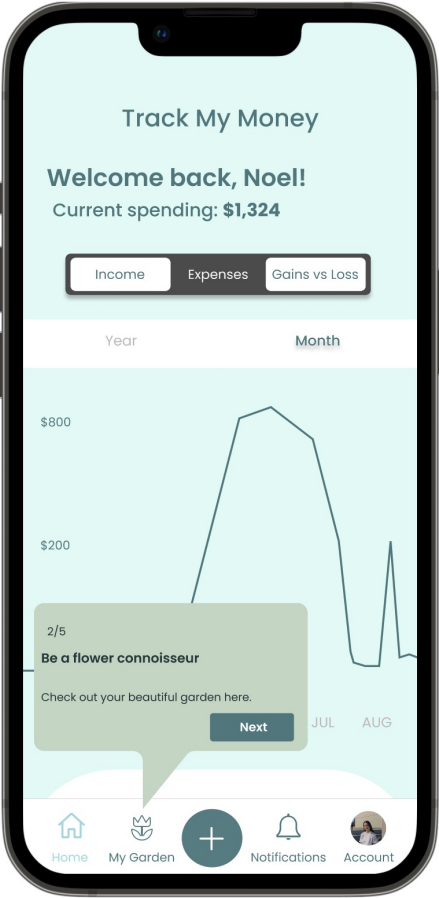 Track My Money
Welcome back, Noel!
Current spending: $1,324
Income Expenses Gains vs Loss
Year Month
$800
$200
2/5
Be a flower connoisseur
Check out your beautiful garden here.
Next
JUL AUG
Home My Garden Notifications Account